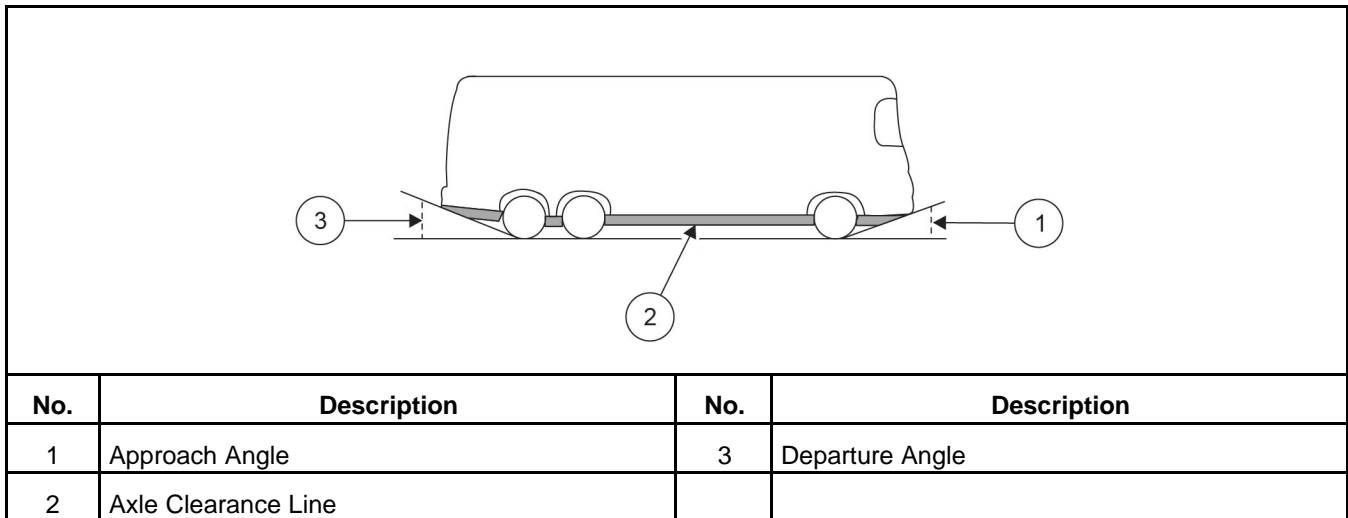 3
1
2
No. Description No. Description
1 Approach Angle 3 Departure Angle
2 Axle Clearance Line